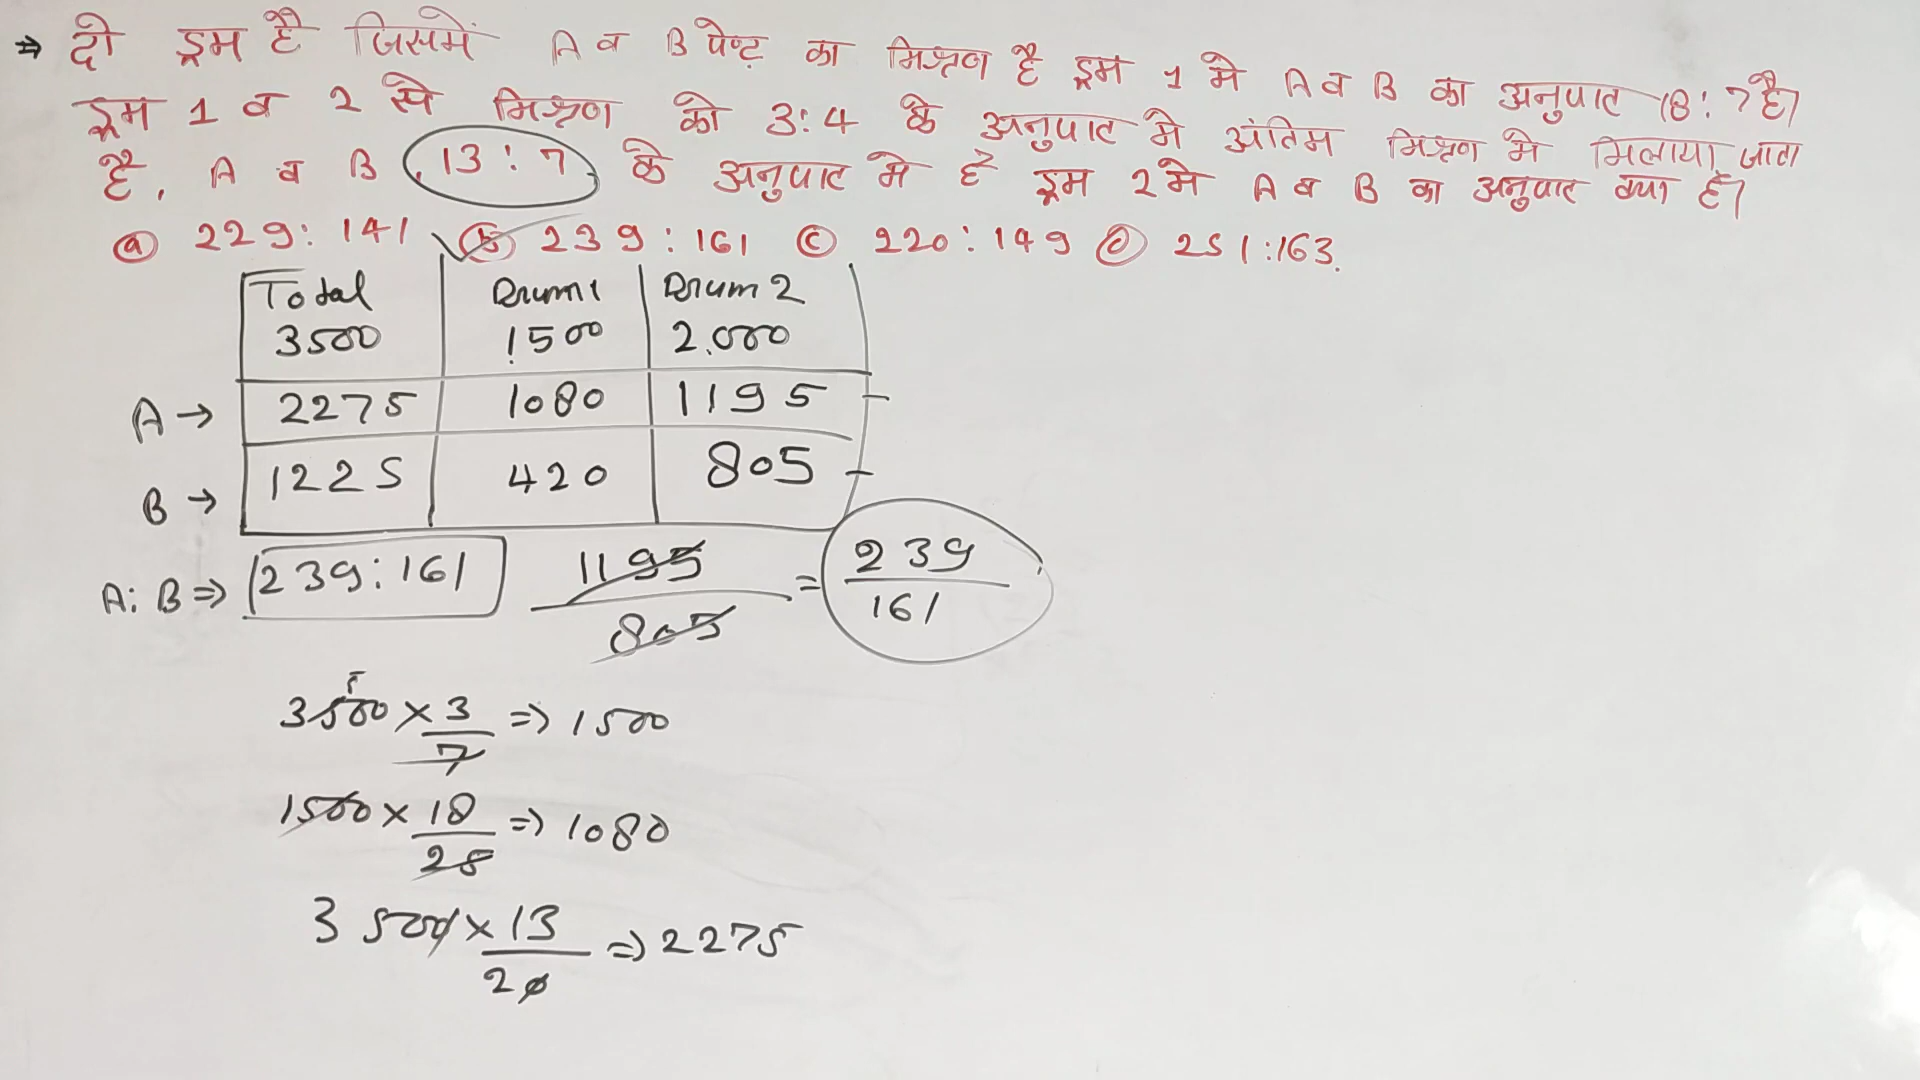 ⇒ दो ड्रम है जिसमें A व B पेन्ट का मिश्रण है ड्रम 1 मे A व B का अनुपात 18:7 है।
ड्रम 1 व 2 से मिश्रण को 3:4 के अनुपात मे अंतिम मिश्रण मे मिलाया जाता
है, A व B, 13:7 के अनुपात मे है ड्रम 2 मे A व B का अनुपात क्या है।
(a) 229:141 (b) 239:161 (c) 220:149 (d) 251:163.
Total Drum 1 Drum 2
3500 1500 2000
A → 2275 1080 1195
B → 1225 420 805
A:B ⇒ 239:161 1195/805 = 239/161
3500 × 3/7 ⇒ 1500
1500 × 18/25 ⇒ 1080
3500 × 13/20 ⇒ 2275